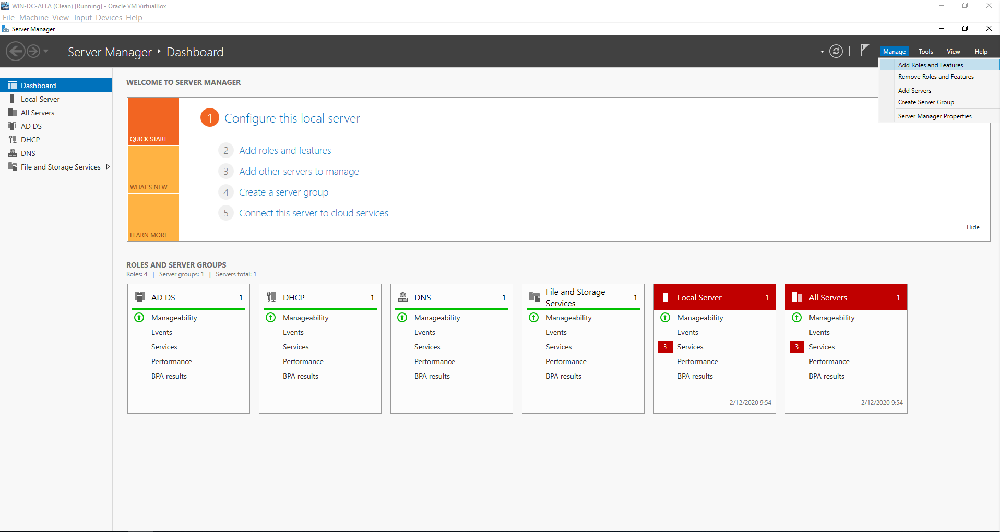 WIN-DC-ALFA (Clean) [Running] - Oracle VM VirtualBox
File Machine View Input Devices Help
Server Manager
Server Manager ‣ Dashboard
Manage Tools View Help
Add Roles and Features
Remove Roles and Features
Add Servers
Create Server Group
Server Manager Properties
Dashboard
Local Server
All Servers
AD DS
DHCP
DNS
File and Storage Services
WELCOME TO SERVER MANAGER
QUICK START
WHAT'S NEW
LEARN MORE
1 Configure this local server
2 Add roles and features
3 Add other servers to manage
4 Create a server group
5 Connect this server to cloud services
Hide
ROLES AND SERVER GROUPS
Roles: 4 | Server groups: 1 | Servers total: 1
AD DS 1
Manageability
Events
Services
Performance
BPA results
DHCP 1
Manageability
Events
Services
Performance
BPA results
DNS 1
Manageability
Events
Services
Performance
BPA results
File and Storage
Services 1
Manageability
Events
Services
Performance
BPA results
Local Server 1
Manageability
Events
3 Services
Performance
BPA results
2/12/2020 9:54
All Servers 1
Manageability
Events
3 Services
Performance
BPA results
2/12/2020 9:54